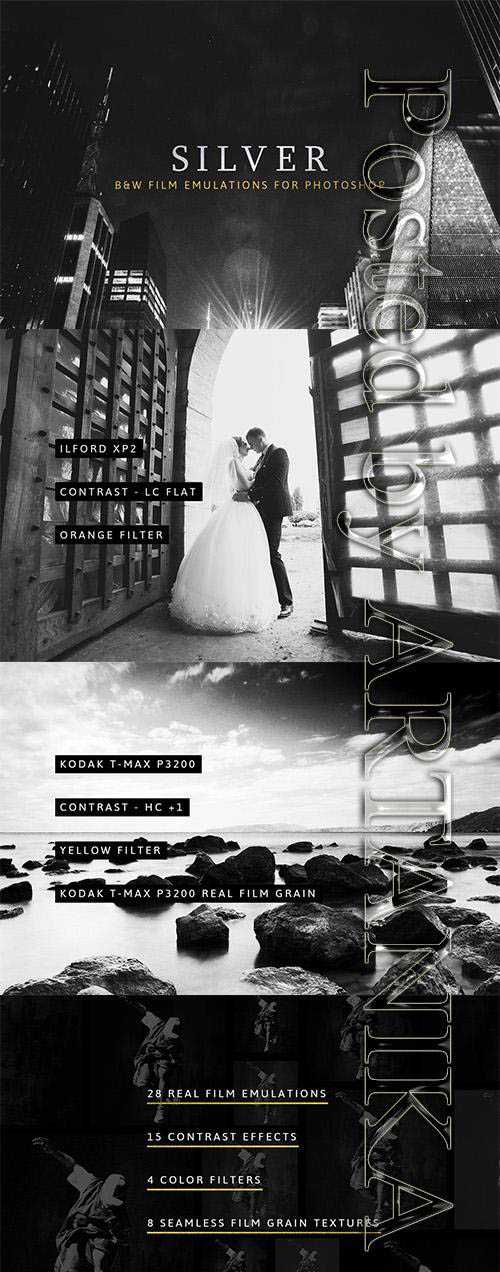 SILVER
B&W FILM EMULATIONS FOR PHOTOSHOP
ILFORD XP2
CONTRAST - LC FLAT
ORANGE FILTER
KODAK T-MAX P3200
CONTRAST - HC +1
YELLOW FILTER
KODAK T-MAX P3200 REAL FILM GRAIN
28 REAL FILM EMULATIONS
15 CONTRAST EFFECTS
4 COLOR FILTERS
8 SEAMLESS FILM GRAIN TEXTURES
Posted by ARTANIKA